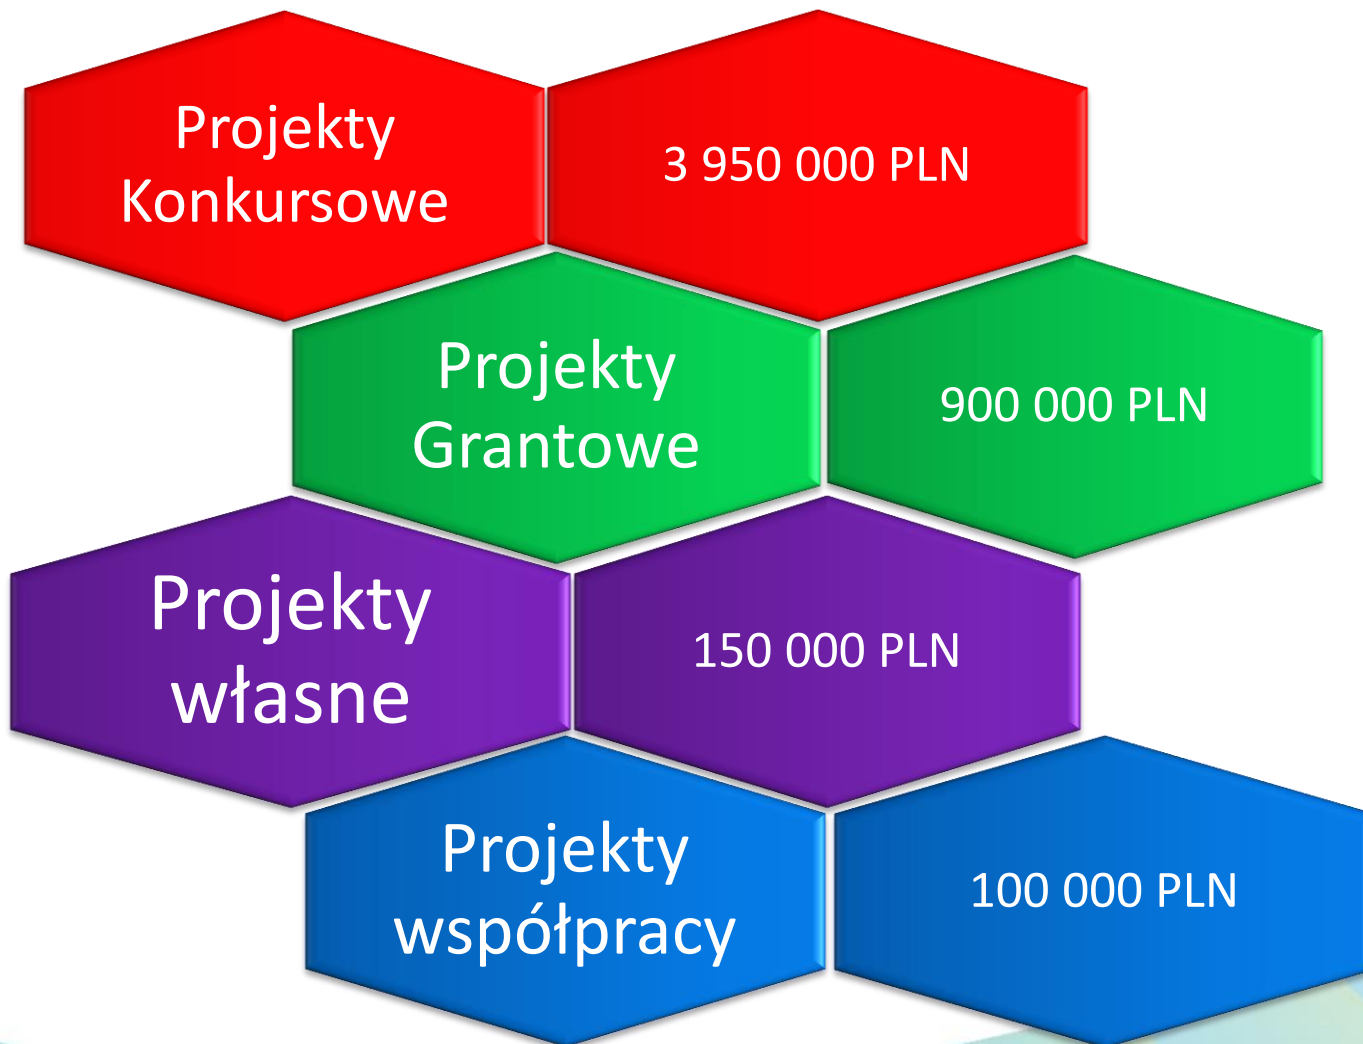 Projekty
Konkursowe
3 950 000 PLN
Projekty
Grantowe
900 000 PLN
Projekty
własne
150 000 PLN
Projekty
współpracy
100 000 PLN